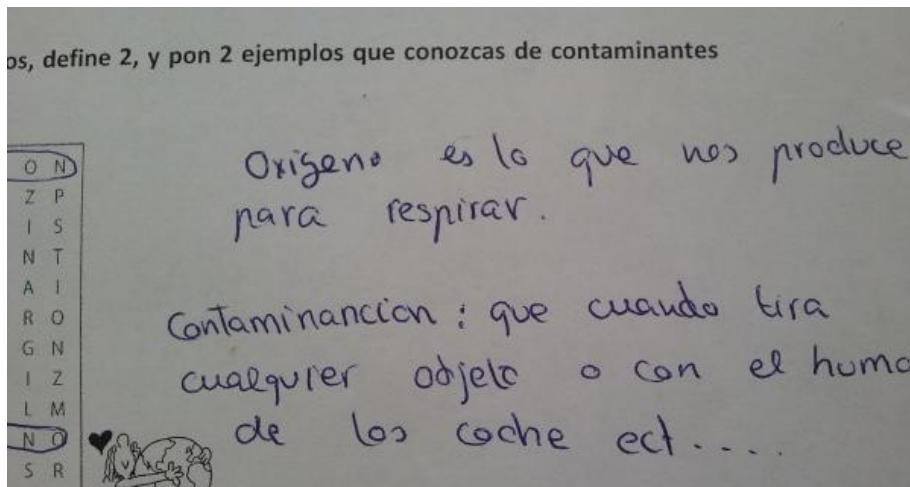 os, define 2, y pon 2 ejemplos que conozcas de contaminantes
O N
Z P
I S
N T
A I
R O
G N
I Z
L M
N O
S R
Oxigeno es lo que nos produce
para respirar.
Contaminancion : que cuando tira
cualquier objeto o con el humo
de los coche ect....